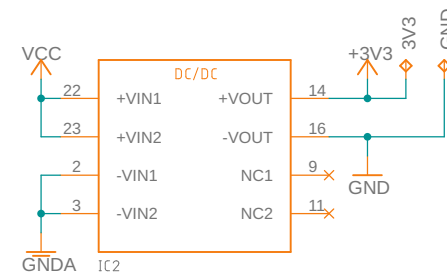 VCC
+3V3
3V3
GND
DC/DC
22
+VIN1
+VOUT
14
23
+VIN2
-VOUT
16
2
-VIN1
NC1
9
3
-VIN2
NC2
11
GND
GNDA
IC2